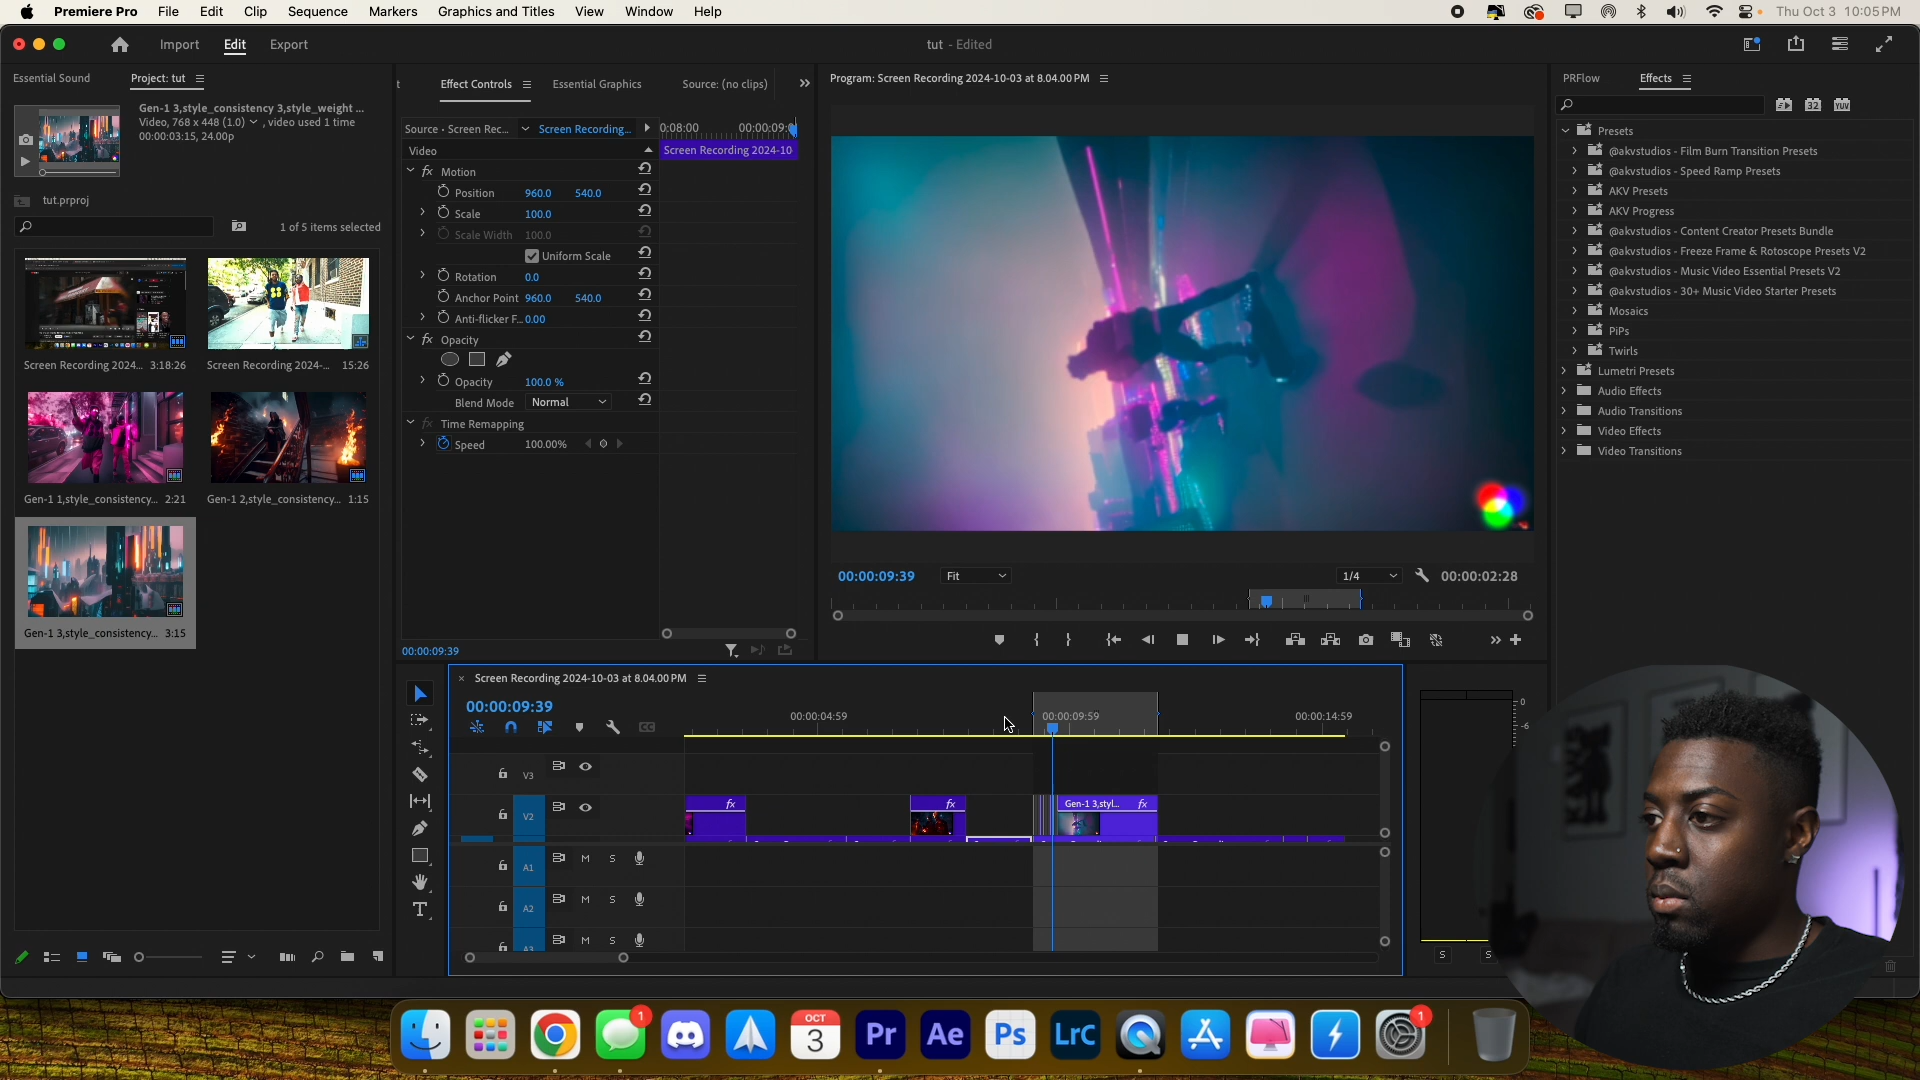 Premiere Pro File Edit Clip Sequence Markers Graphics and Titles View Window Help
Thu Oct 3 10:05 PM
Import Edit Export
tut - Edited
Essential Sound
Project: tut
Gen-1 3,style_consistency 3,style_weight ...
Video, 768 x 448 (1.0) , video used 1 time
00:00:03:15, 24.00p
tut.prproj
1 of 5 items selected
Screen Recording 2024... 3:18:26
Screen Recording 2024-... 15:26
Gen-1 1,style_consistency... 2:21
Gen-1 2,style_consistency... 1:15
Gen-1 3,style_consistency... 3:15
Effect Controls
Essential Graphics
Source: (no clips)
Source • Screen Rec...
Screen Recording...
0:08:00
00:00:09:
Video
Screen Recording 2024-10
fx Motion
Position 960.0 540.0
Scale 100.0
Scale Width 100.0
Uniform Scale
Rotation 0.0
Anchor Point 960.0 540.0
Anti-flicker F... 0.00
fx Opacity
Opacity 100.0 %
Blend Mode Normal
fx Time Remapping
Speed 100.00%
00:00:09:39
Program: Screen Recording 2024-10-03 at 8.04.00 PM
00:00:09:39
Fit
1/4
00:00:02:28
PRFlow
Effects
32 YUV
Presets
@akvstudios - Film Burn Transition Presets
@akvstudios - Speed Ramp Presets
AKV Presets
AKV Progress
@akvstudios - Content Creator Presets Bundle
@akvstudios - Freeze Frame & Rotoscope Presets V2
@akvstudios - Music Video Essential Presets V2
@akvstudios - 30+ Music Video Starter Presets
Mosaics
PiPs
Twirls
Lumetri Presets
Audio Effects
Audio Transitions
Video Effects
Video Transitions
× Screen Recording 2024-10-03 at 8.04.00 PM
00:00:09:39
00:00:04:59
00:00:09:59
00:00:14:59
CC
V3
V2
fx
fx
Gen-1 3,styl... fx
A1 M S
A2 M S
A3 M S
0
-6
S S
T
1
OCT
3
Pr
Ae
Ps
LrC
1